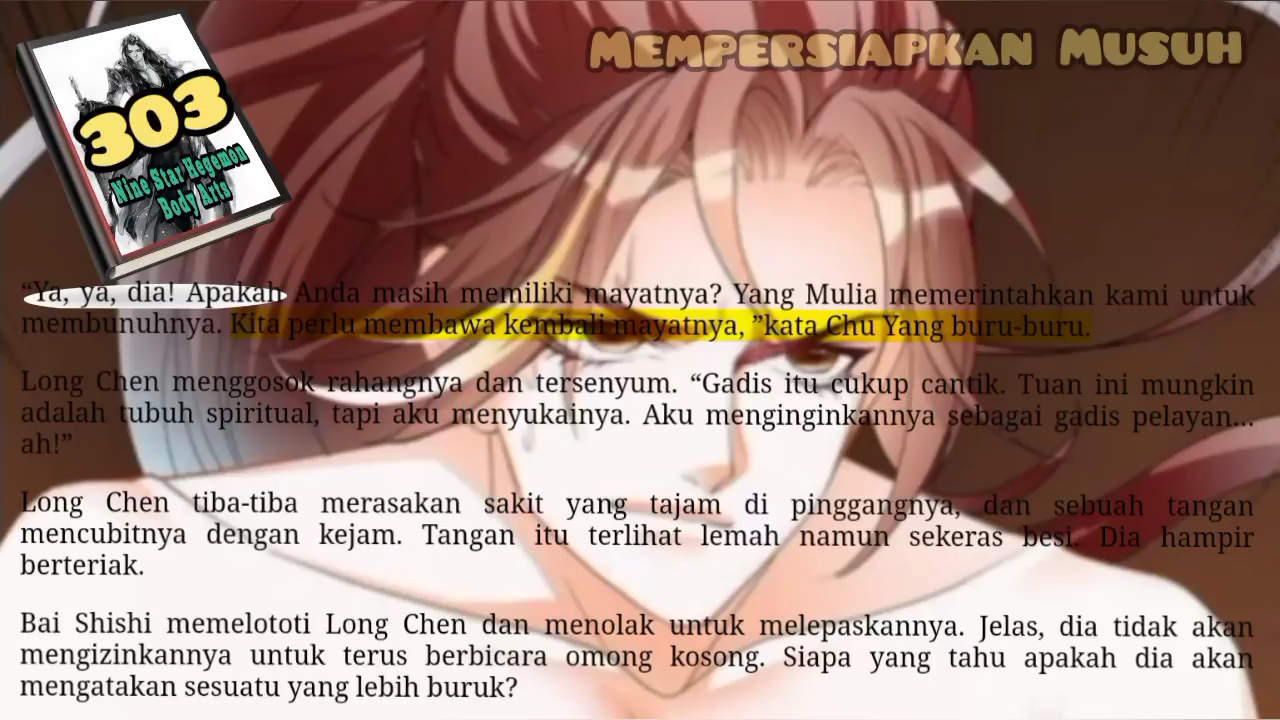 Mempersiapkan Musuh
303
Nine Star Hegemon
Body Arts
“Ya, ya, dia! Apakah Anda masih memiliki mayatnya? Yang Mulia memerintahkan kami untuk
membunuhnya. Kita perlu membawa kembali mayatnya, ”kata Chu Yang buru-buru.
Long Chen menggosok rahangnya dan tersenyum. “Gadis itu cukup cantik. Tuan ini mungkin
adalah tubuh spiritual, tapi aku menyukainya. Aku menginginkannya sebagai gadis pelayan...
ah!”
Long Chen tiba-tiba merasakan sakit yang tajam di pinggangnya, dan sebuah tangan
mencubitnya dengan kejam. Tangan itu terlihat lemah namun sekeras besi. Dia hampir
berteriak.
Bai Shishi memelototi Long Chen dan menolak untuk melepaskannya. Jelas, dia tidak akan
mengizinkannya untuk terus berbicara omong kosong. Siapa yang tahu apakah dia akan
mengatakan sesuatu yang lebih buruk?